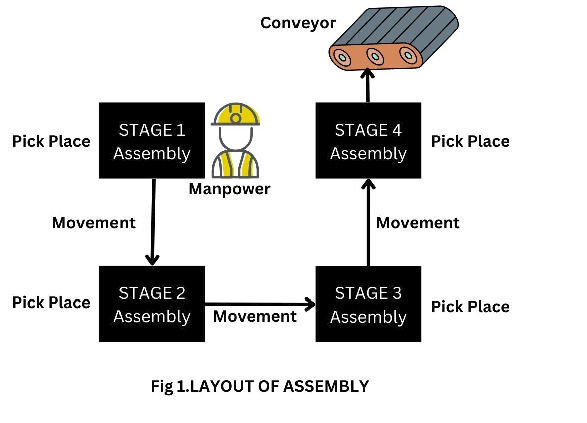 Conveyor
Pick Place
STAGE 1
Assembly
Manpower
STAGE 4
Assembly
Pick Place
Movement
Movement
Pick Place
STAGE 2
Assembly
Movement
STAGE 3
Assembly
Pick Place
Fig 1.LAYOUT OF ASSEMBLY